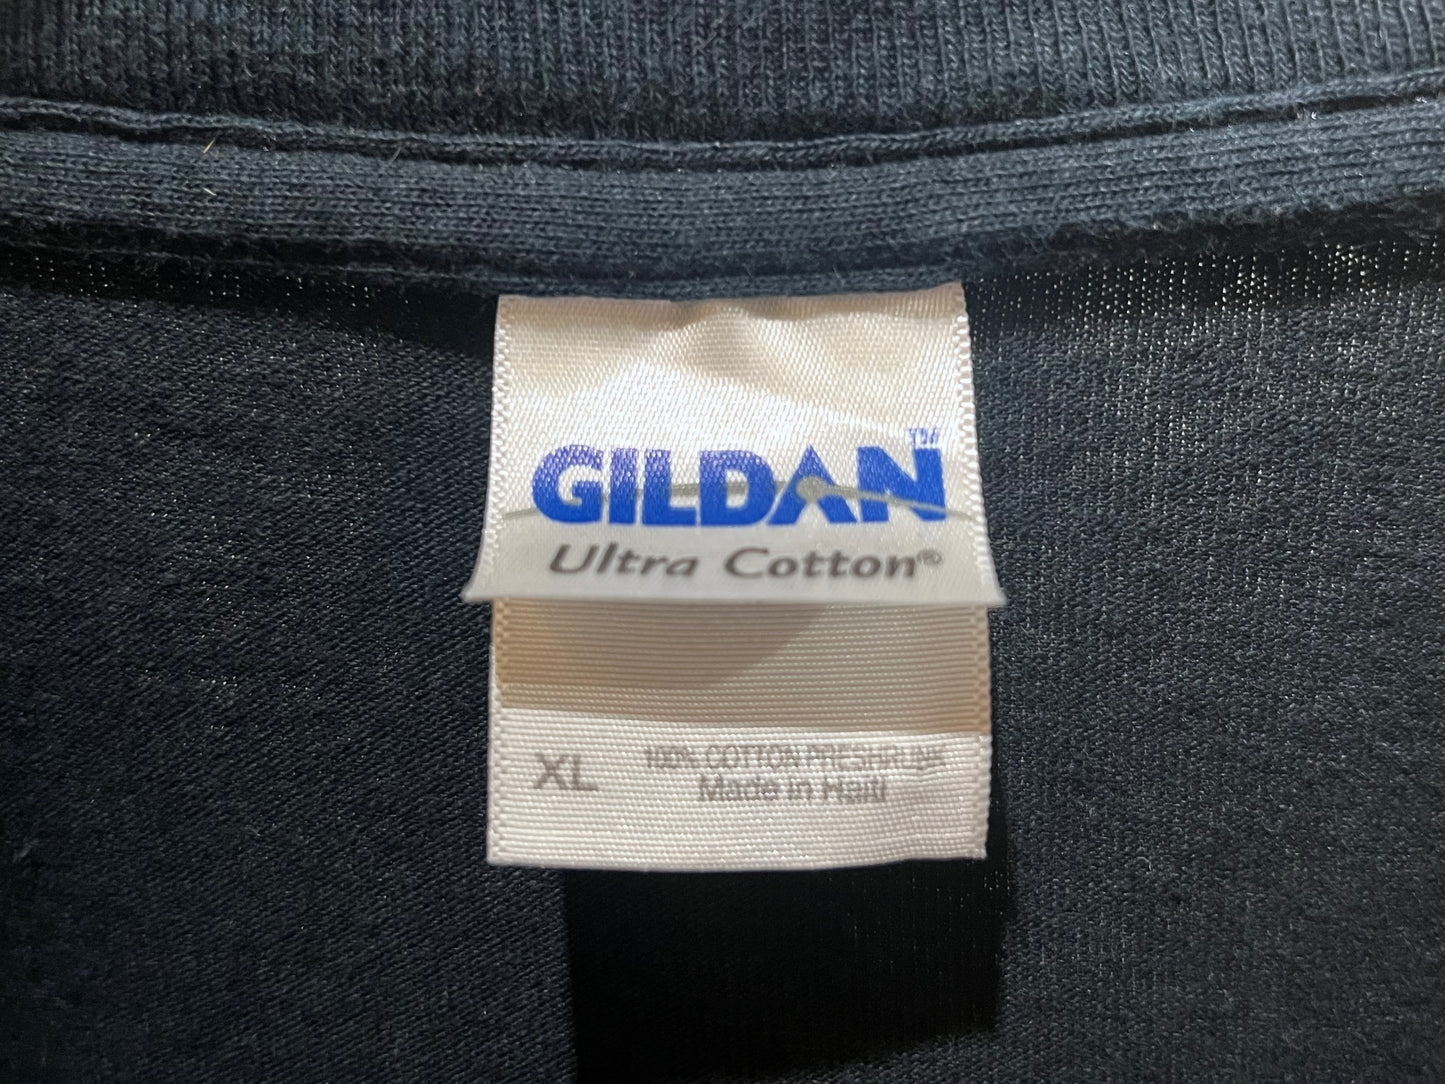 GILDAN™
Ultra Cotton®
XL
100% COTTON PRESHRUNK
Made in Haiti